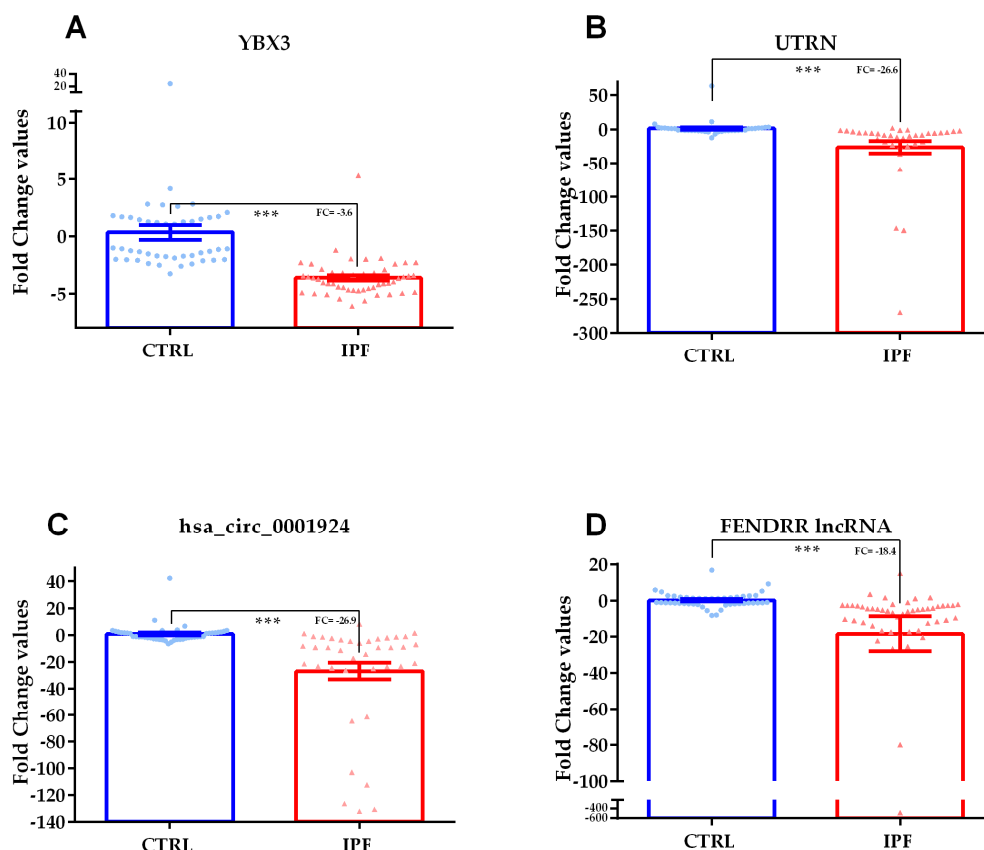 A
YBX3
Fold Change values
40
20
10
5
0
-5
***
FC= -3.6
CTRL
IPF
B
UTRN
Fold Change values
50
0
-50
-100
-150
-200
-250
-300
***
FC= -26.6
CTRL
IPF
C
hsa_circ_0001924
Fold Change values
40
20
0
-20
-40
-60
-80
-100
-120
-140
***
FC= -26.9
CTRL
IPF
D
FENDRR lncRNA
Fold Change values
20
0
-20
-40
-60
-80
-100
-400
-600
***
FC= -18.4
CTRL
IPF